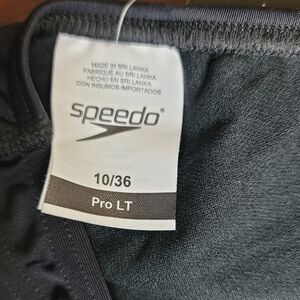 MADE IN SRI LANKA
FABRIQUÉ AU SRI LANKA
HECHO EN SRI LANKA
CON INSUMOS IMPORTADOS
speedo®
10/36
Pro LT